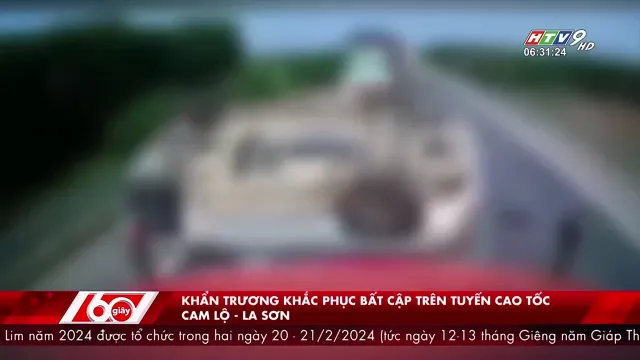 HTV9 HD
06:31:24
60 giây
KHẨN TRƯƠNG KHẮC PHỤC BẤT CẬP TRÊN TUYẾN CAO TỐC
CAM LỘ - LA SƠN
Lim năm 2024 được tổ chức trong hai ngày 20 - 21/2/2024 (tức ngày 12-13 tháng Giêng năm Giáp Th